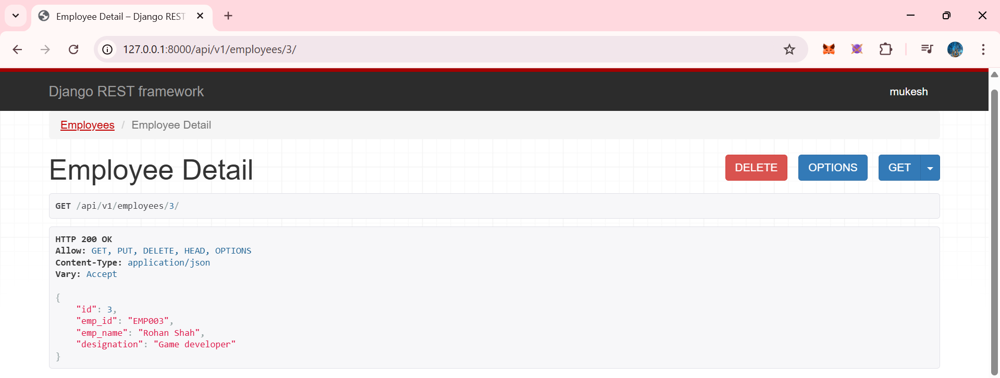 Employee Detail – Django REST
127.0.0.1:8000/api/v1/employees/3/
Django REST framework
mukesh
Employees / Employee Detail
Employee Detail
DELETE
OPTIONS
GET
GET /api/v1/employees/3/
HTTP 200 OK
Allow: GET, PUT, DELETE, HEAD, OPTIONS
Content-Type: application/json
Vary: Accept
{
    "id": 3,
    "emp_id": "EMP003",
    "emp_name": "Rohan Shah",
    "designation": "Game developer"
}